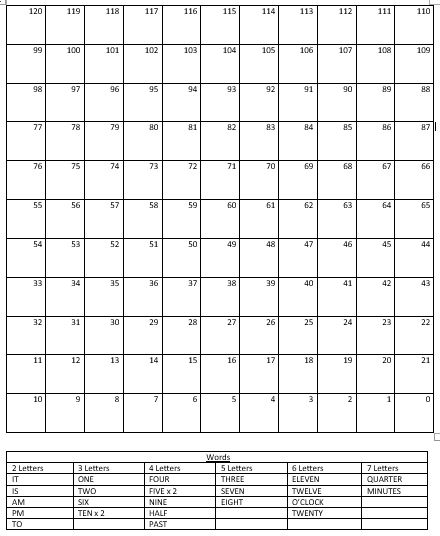 120 119 118 117 116 115 114 113 112 111 110
99 100 101 102 103 104 105 106 107 108 109
98 97 96 95 94 93 92 91 90 89 88
77 78 79 80 81 82 83 84 85 86 87
76 75 74 73 72 71 70 69 68 67 66
55 56 57 58 59 60 61 62 63 64 65
54 53 52 51 50 49 48 47 46 45 44
33 34 35 36 37 38 39 40 41 42 43
32 31 30 29 28 27 26 25 24 23 22
11 12 13 14 15 16 17 18 19 20 21
10 9 8 7 6 5 4 3 2 1 0
Words
2 Letters 3 Letters 4 Letters 5 Letters 6 Letters 7 Letters
IT ONE FOUR THREE ELEVEN QUARTER
IS TWO FIVE x 2 SEVEN TWELVE MINUTES
AM SIX NINE EIGHT O'CLOCK
PM TEN x 2 HALF TWENTY
TO PAST